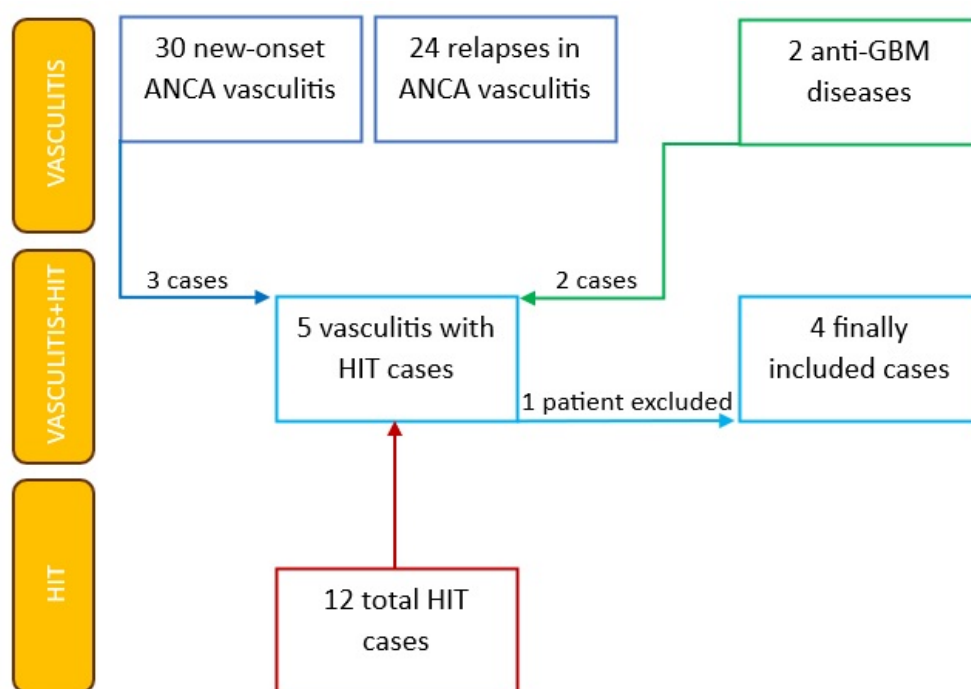 VASCULITIS
30 new-onset
ANCA vasculitis
24 relapses in
ANCA vasculitis
2 anti-GBM
diseases
VASCULITIS+HIT
3 cases
2 cases
5 vasculitis with
HIT cases
4 finally
included cases
1 patient excluded
HIT
12 total HIT
cases